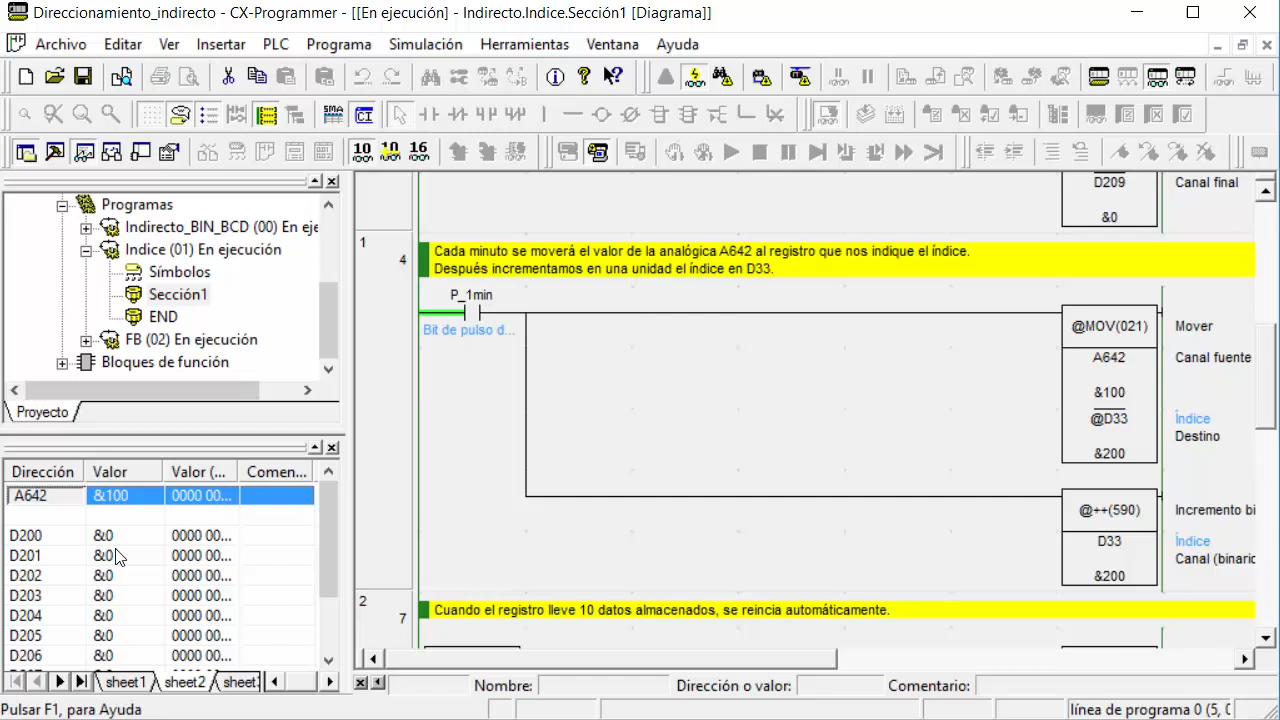 Direccionamiento_indirecto - CX-Programmer - [[En ejecución] - Indirecto.Indice.Sección1 [Diagrama]]
Archivo Editar Ver Insertar PLC Programa Simulación Herramientas Ventana Ayuda
SMA CI
10 10 16
Programas
Indirecto_BIN_BCD (00) En eje
Indice (01) En ejecución
Símbolos
Sección1
END
FB (02) En ejecución
Bloques de función
Proyecto
Dirección Valor Valor (... Comen...
A642 &100 0000 00...
D200 &0 0000 00...
D201 &0 0000 00...
D202 &0 0000 00...
D203 &0 0000 00...
D204 &0 0000 00...
D205 &0 0000 00...
D206 &0 0000 00...
sheet1 sheet2 sheet
D209 Canal final
&0
1
4
Cada minuto se moverá el valor de la analógica A642 al registro que nos indique el índice.
Después incrementamos en una unidad el índice en D33.
P_1min
Bit de pulso d...
@MOV(021) Mover
A642 Canal fuente
&100
@D33 Índice
Destino
&200
@++(590) Incremento bi
D33 Índice
Canal (binario
&200
2
7
Cuando el registro lleve 10 datos almacenados, se reincia automáticamente.
Nombre: Dirección o valor: Comentario:
Pulsar F1, para Ayuda
línea de programa 0 (5, 0